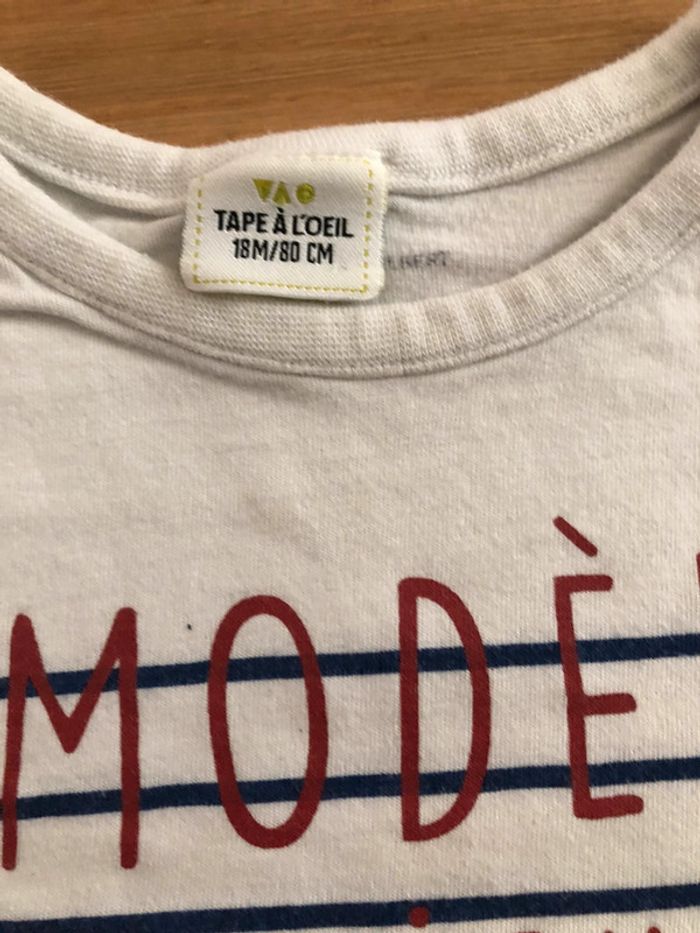 TAPE À L'OEIL
18M/80 CM
MODÈ